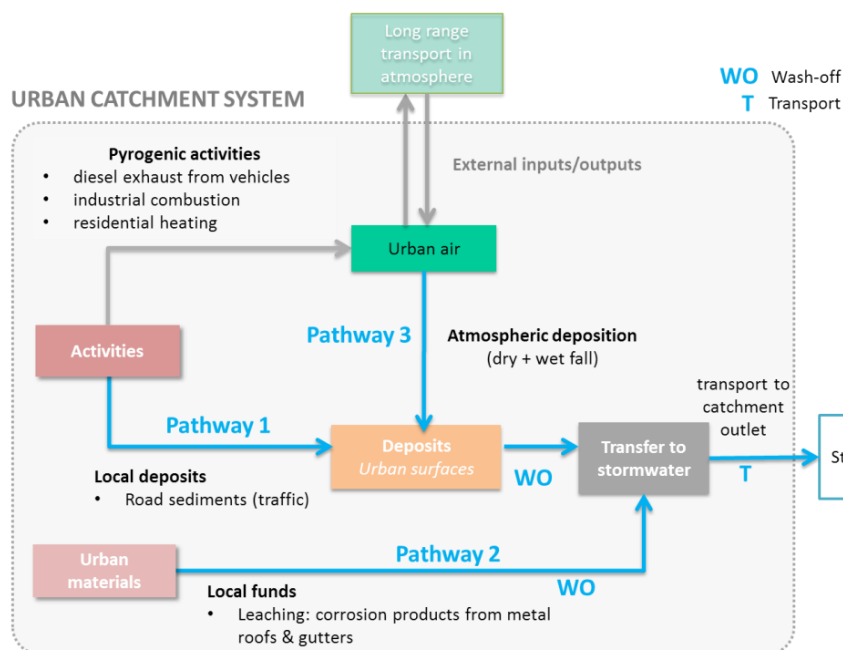 Long range
transport in
atmosphere
WO Wash-off
T Transport
URBAN CATCHMENT SYSTEM
Pyrogenic activities
• diesel exhaust from vehicles
• industrial combustion
• residential heating
External inputs/outputs
Urban air
Activities
Pathway 3
Atmospheric deposition
(dry + wet fall)
transport to
catchment
outlet
Pathway 1
Deposits
Urban surfaces
WO
Transfer to
stormwater
T
St
Local deposits
• Road sediments (traffic)
Urban
materials
Pathway 2
WO
Local funds
• Leaching: corrosion products from metal
roofs & gutters